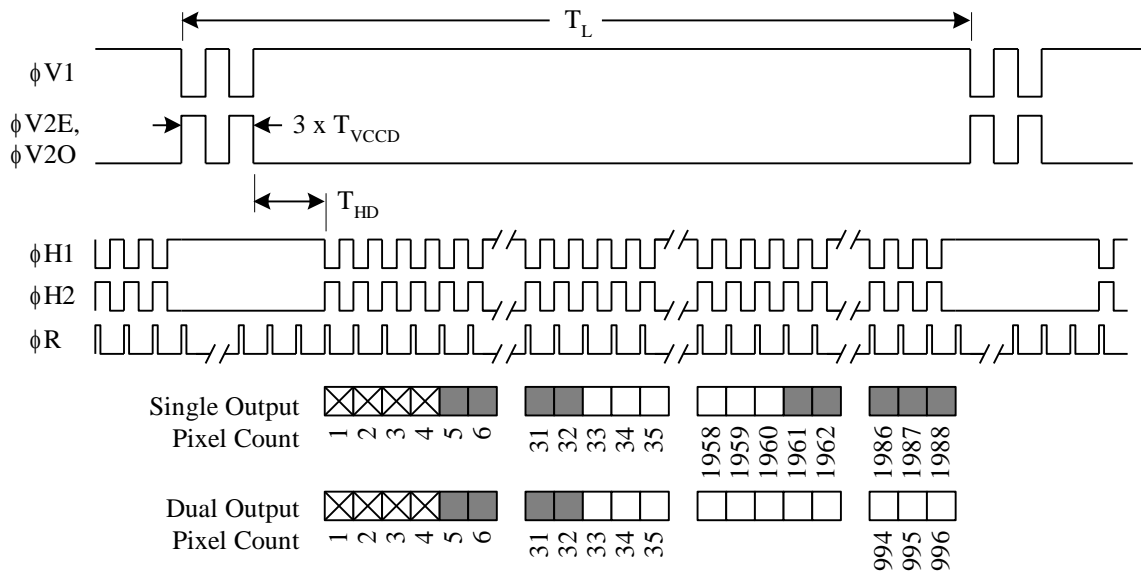 T_L
ϕV1
ϕV2E,
ϕV2O
3 x T_VCCD
T_HD
ϕH1
ϕH2
ϕR
Single Output
Pixel Count
1 2 3 4 5 6 31 32 33 34 35 1958 1959 1960 1961 1962 1986 1987 1988
Dual Output
Pixel Count
1 2 3 4 5 6 31 32 33 34 35 994 995 996